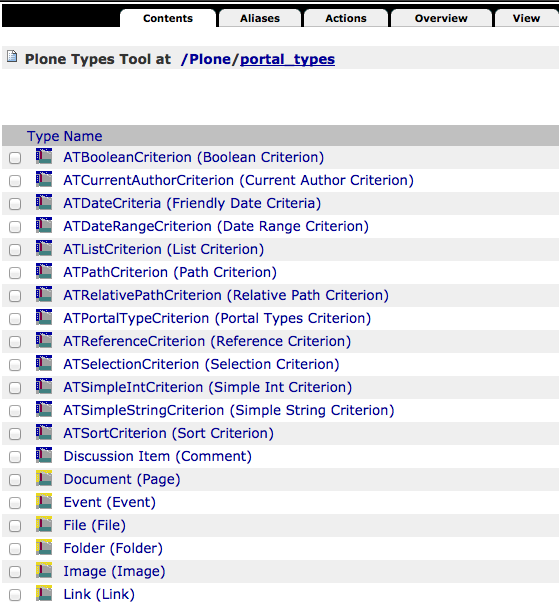 Contents Aliases Actions Overview View
Plone Types Tool at /Plone/portal_types
Type Name
ATBooleanCriterion (Boolean Criterion)
ATCurrentAuthorCriterion (Current Author Criterion)
ATDateCriteria (Friendly Date Criteria)
ATDateRangeCriterion (Date Range Criterion)
ATListCriterion (List Criterion)
ATPathCriterion (Path Criterion)
ATRelativePathCriterion (Relative Path Criterion)
ATPortalTypeCriterion (Portal Types Criterion)
ATReferenceCriterion (Reference Criterion)
ATSelectionCriterion (Selection Criterion)
ATSimpleIntCriterion (Simple Int Criterion)
ATSimpleStringCriterion (Simple String Criterion)
ATSortCriterion (Sort Criterion)
Discussion Item (Comment)
Document (Page)
Event (Event)
File (File)
Folder (Folder)
Image (Image)
Link (Link)